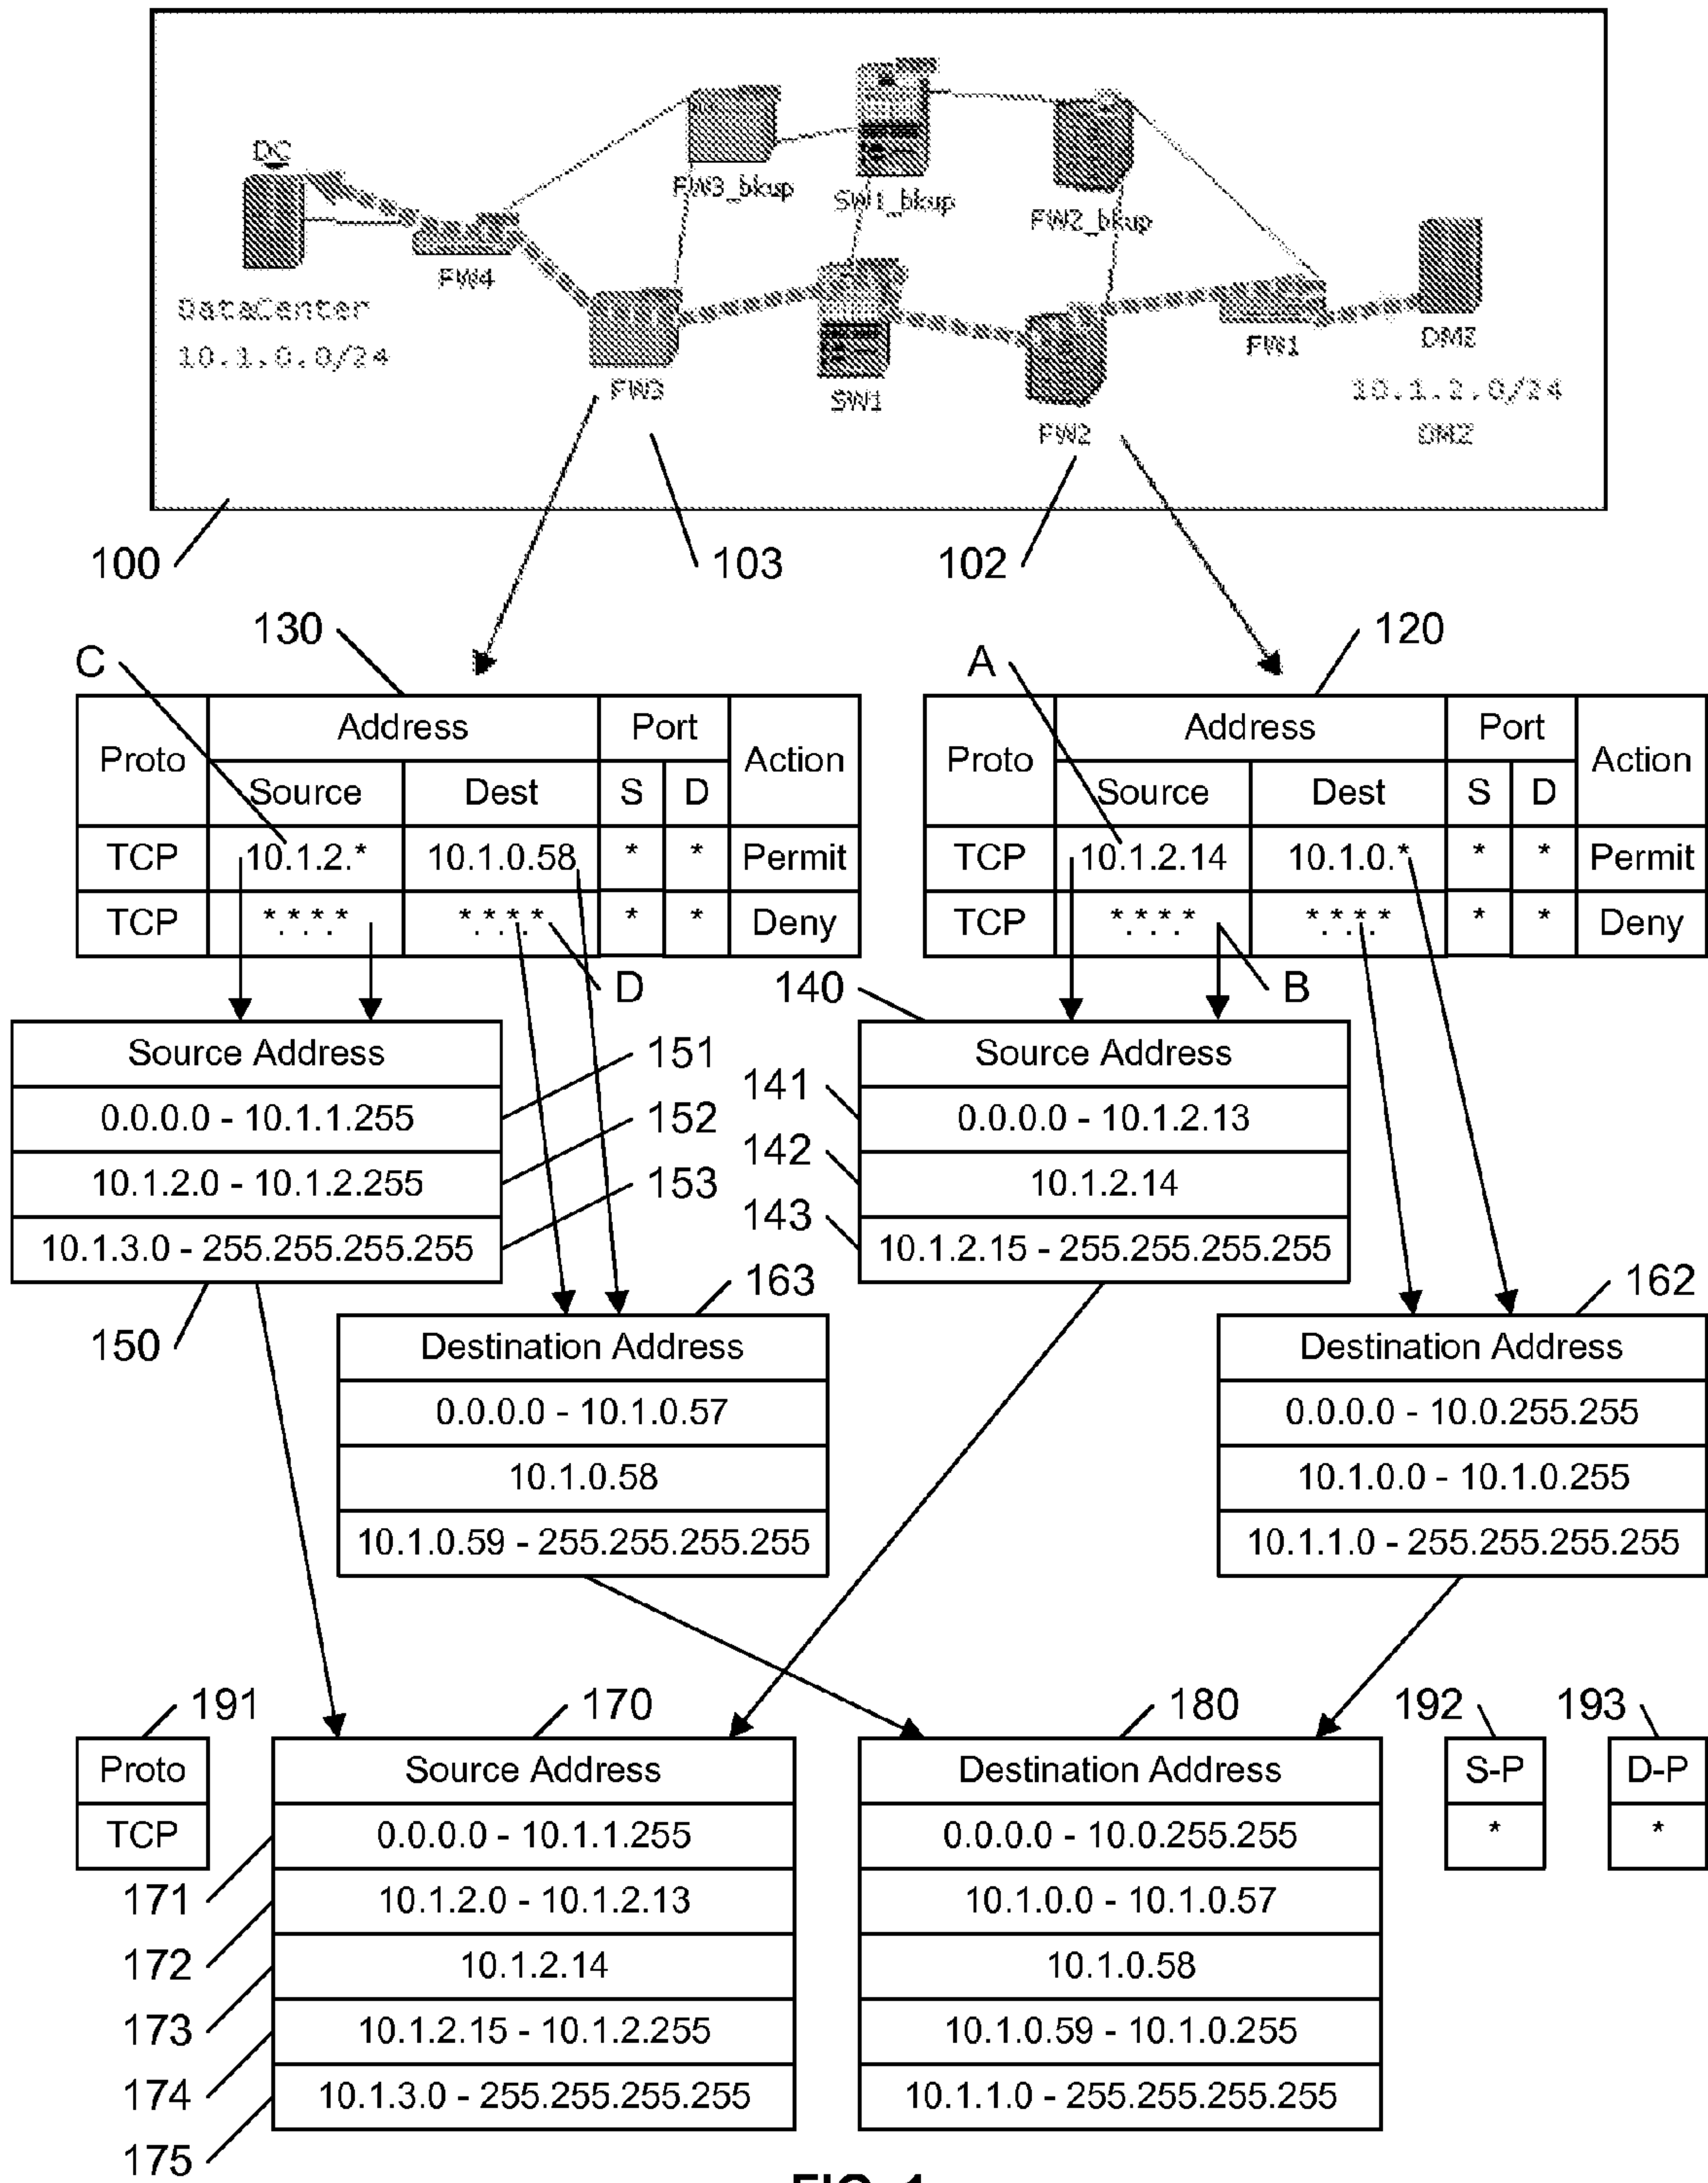 DC
FW3_bkup
SW1_bkup
FW2_bkup
FW4
DataCenter
10.1.0.0/24
FW3
SW1
FW2
FW1
DMZ
10.1.2.0/24
DMZ
100
103
102
130
C
A
120
Proto Address Port Action
Source Dest S D
TCP 10.1.2.* 10.1.0.58 * * Permit
TCP *.*.*.* *.*.*.* * * Deny
Proto Address Port Action
Source Dest S D
TCP 10.1.2.14 10.1.0.* * * Permit
TCP *.*.*.* *.*.*.* * * Deny
D
140
B
Source Address
0.0.0.0 - 10.1.1.255
10.1.2.0 - 10.1.2.255
10.1.3.0 - 255.255.255.255
151
152
153
150
141
142
143
Source Address
0.0.0.0 - 10.1.2.13
10.1.2.14
10.1.2.15 - 255.255.255.255
163
Destination Address
0.0.0.0 - 10.1.0.57
10.1.0.58
10.1.0.59 - 255.255.255.255
162
Destination Address
0.0.0.0 - 10.0.255.255
10.1.0.0 - 10.1.0.255
10.1.1.0 - 255.255.255.255
191
Proto
TCP
170
Source Address
0.0.0.0 - 10.1.1.255
10.1.2.0 - 10.1.2.13
10.1.2.14
10.1.2.15 - 10.1.2.255
10.1.3.0 - 255.255.255.255
171
172
173
174
175
180
Destination Address
0.0.0.0 - 10.0.255.255
10.1.0.0 - 10.1.0.57
10.1.0.58
10.1.0.59 - 10.1.0.255
10.1.1.0 - 255.255.255.255
192
S-P
*
193
D-P
*
FIG. 1